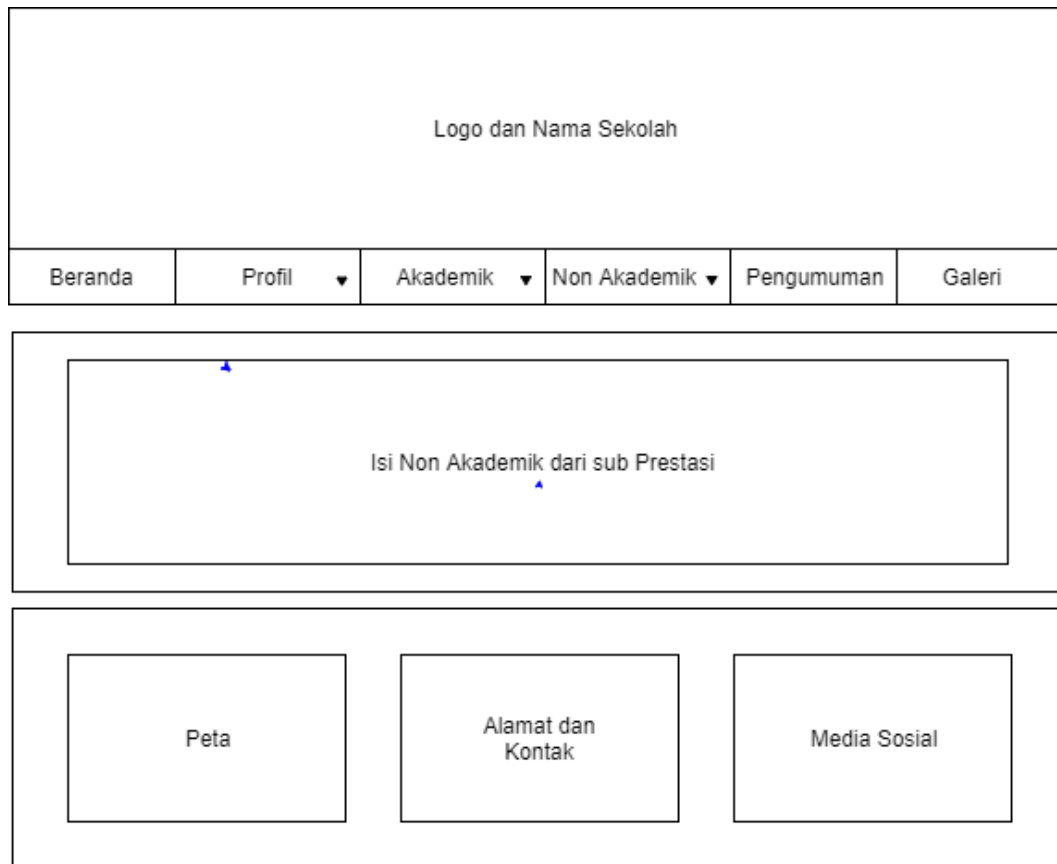 Logo dan Nama Sekolah
Beranda
Profil
Akademik
Non Akademik
Pengumuman
Galeri
Isi Non Akademik dari sub Prestasi
Peta
Alamat dan
Kontak
Media Sosial